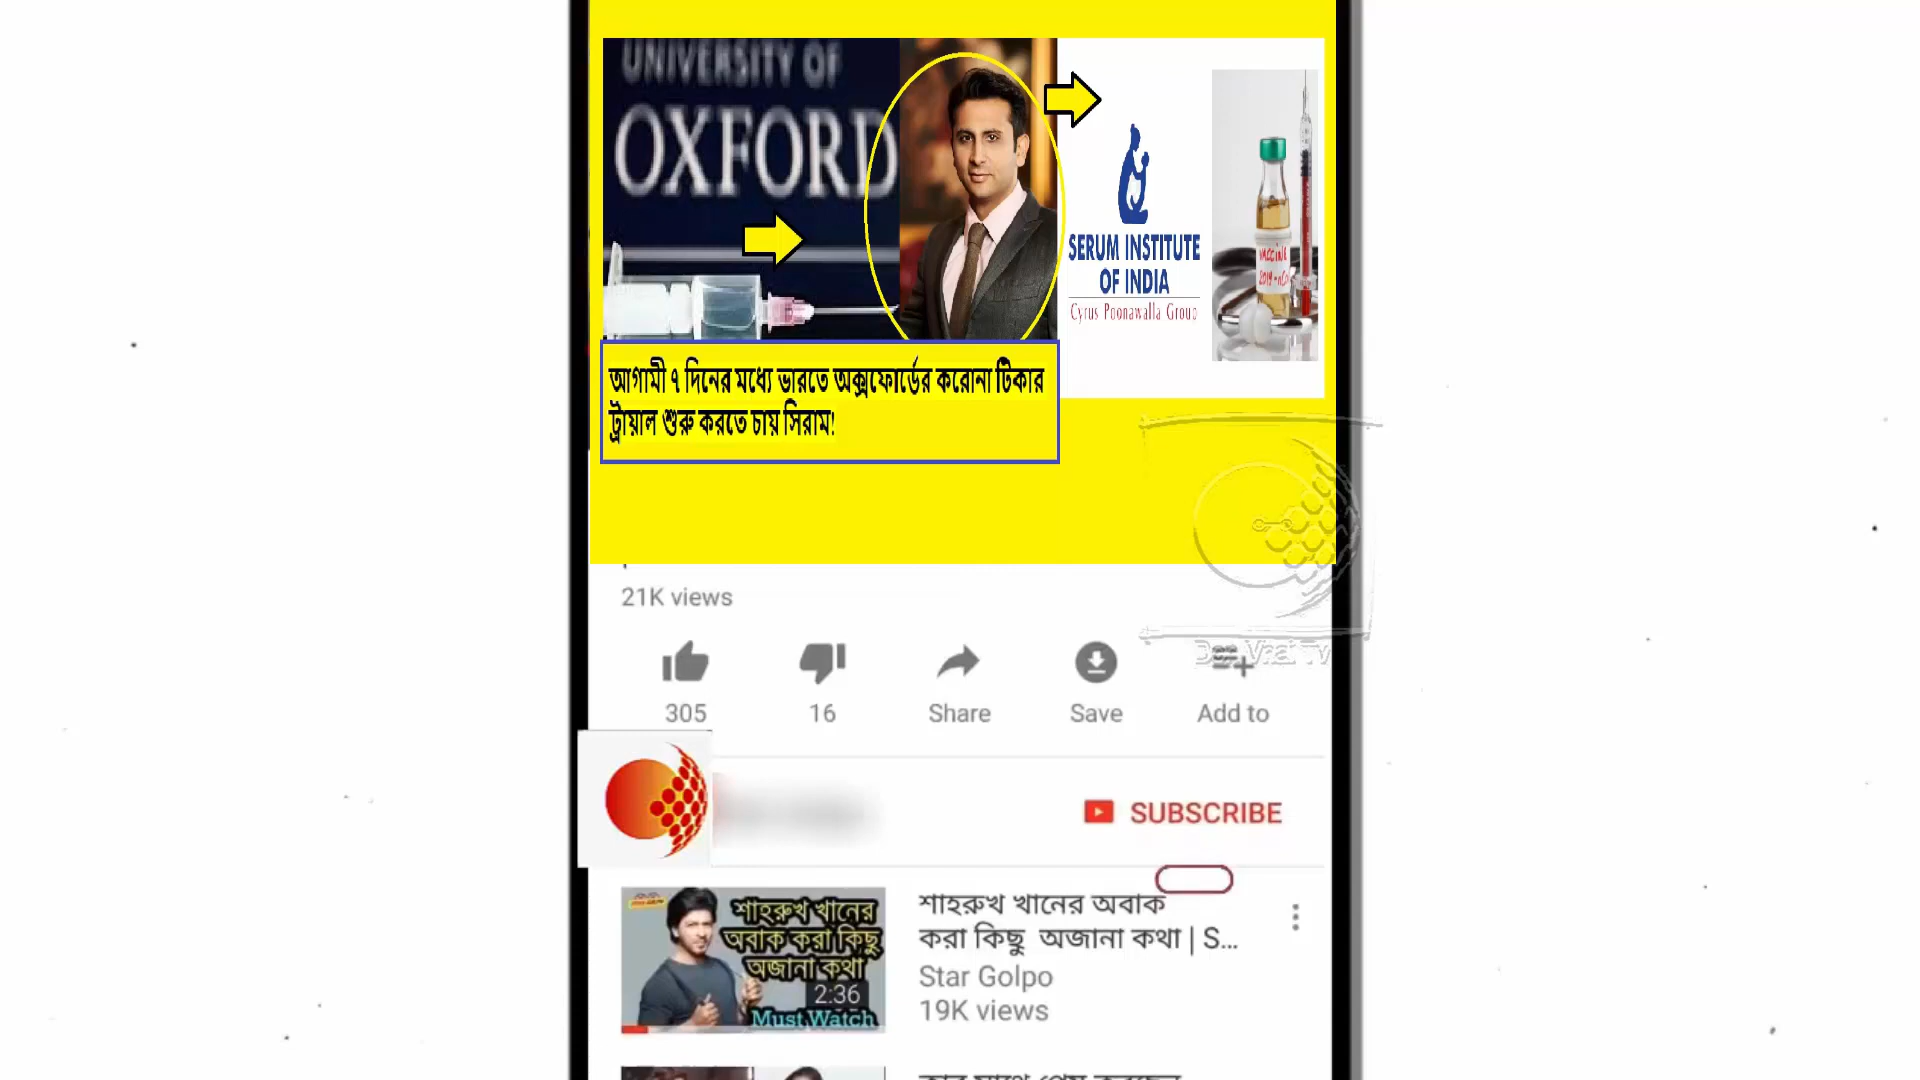 UNIVERSITY OF
OXFORD
SERUM INSTITUTE
OF INDIA
Cyrus Poonawalla Group
VACCINE
আগামী ৭ দিনের মধ্যে ভারতে অক্সফোর্ডের করোনা টিকার
ট্রায়াল শুরু করতে চায় সিরাম!
21K views
305
16
Share
Save
Add to
SUBSCRIBE
শাহরুখ খানের
অবাক করা কিছু
অজানা কথা
2:36
Must Watch
শাহরুখ খানের অবাক
করা কিছু অজানা কথা | S...
Star Golpo
19K views